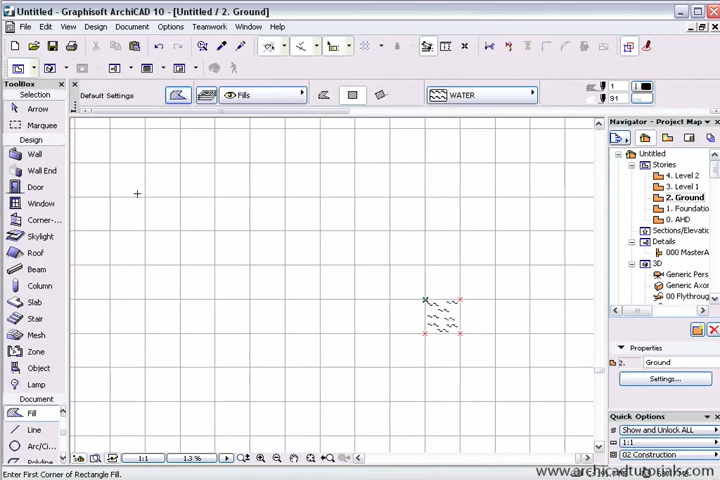 Untitled - Graphisoft ArchiCAD 10 - [Untitled / 2. Ground]
File Edit View Design Document Options Teamwork Window Help
ToolBox
Default Settings
Fills
WATER
1
91
Selection
Arrow
Marquee
Design
Wall
Wall End
Door
Window
Corner-...
Skylight
Roof
Beam
Column
Slab
Stair
Mesh
Zone
Object
Lamp
Document
Fill
Line
Arc/Ci...
Polyline
Navigator - Project Map
Untitled
Stories
4. Level 2
3. Level 1
2. Ground
1. Foundatio
0. AHD
Sections/Elevatio
Details
000 MasterA
3D
Generic Pers
Generic Axon
00 Flythroug
Properties
2. Ground
Settings...
Quick Options
Show and Unlock ALL
1:1
02 Construction
1:1
1.3 %
Enter First Corner of Rectangle Fill.
www.archicadtutorials.com